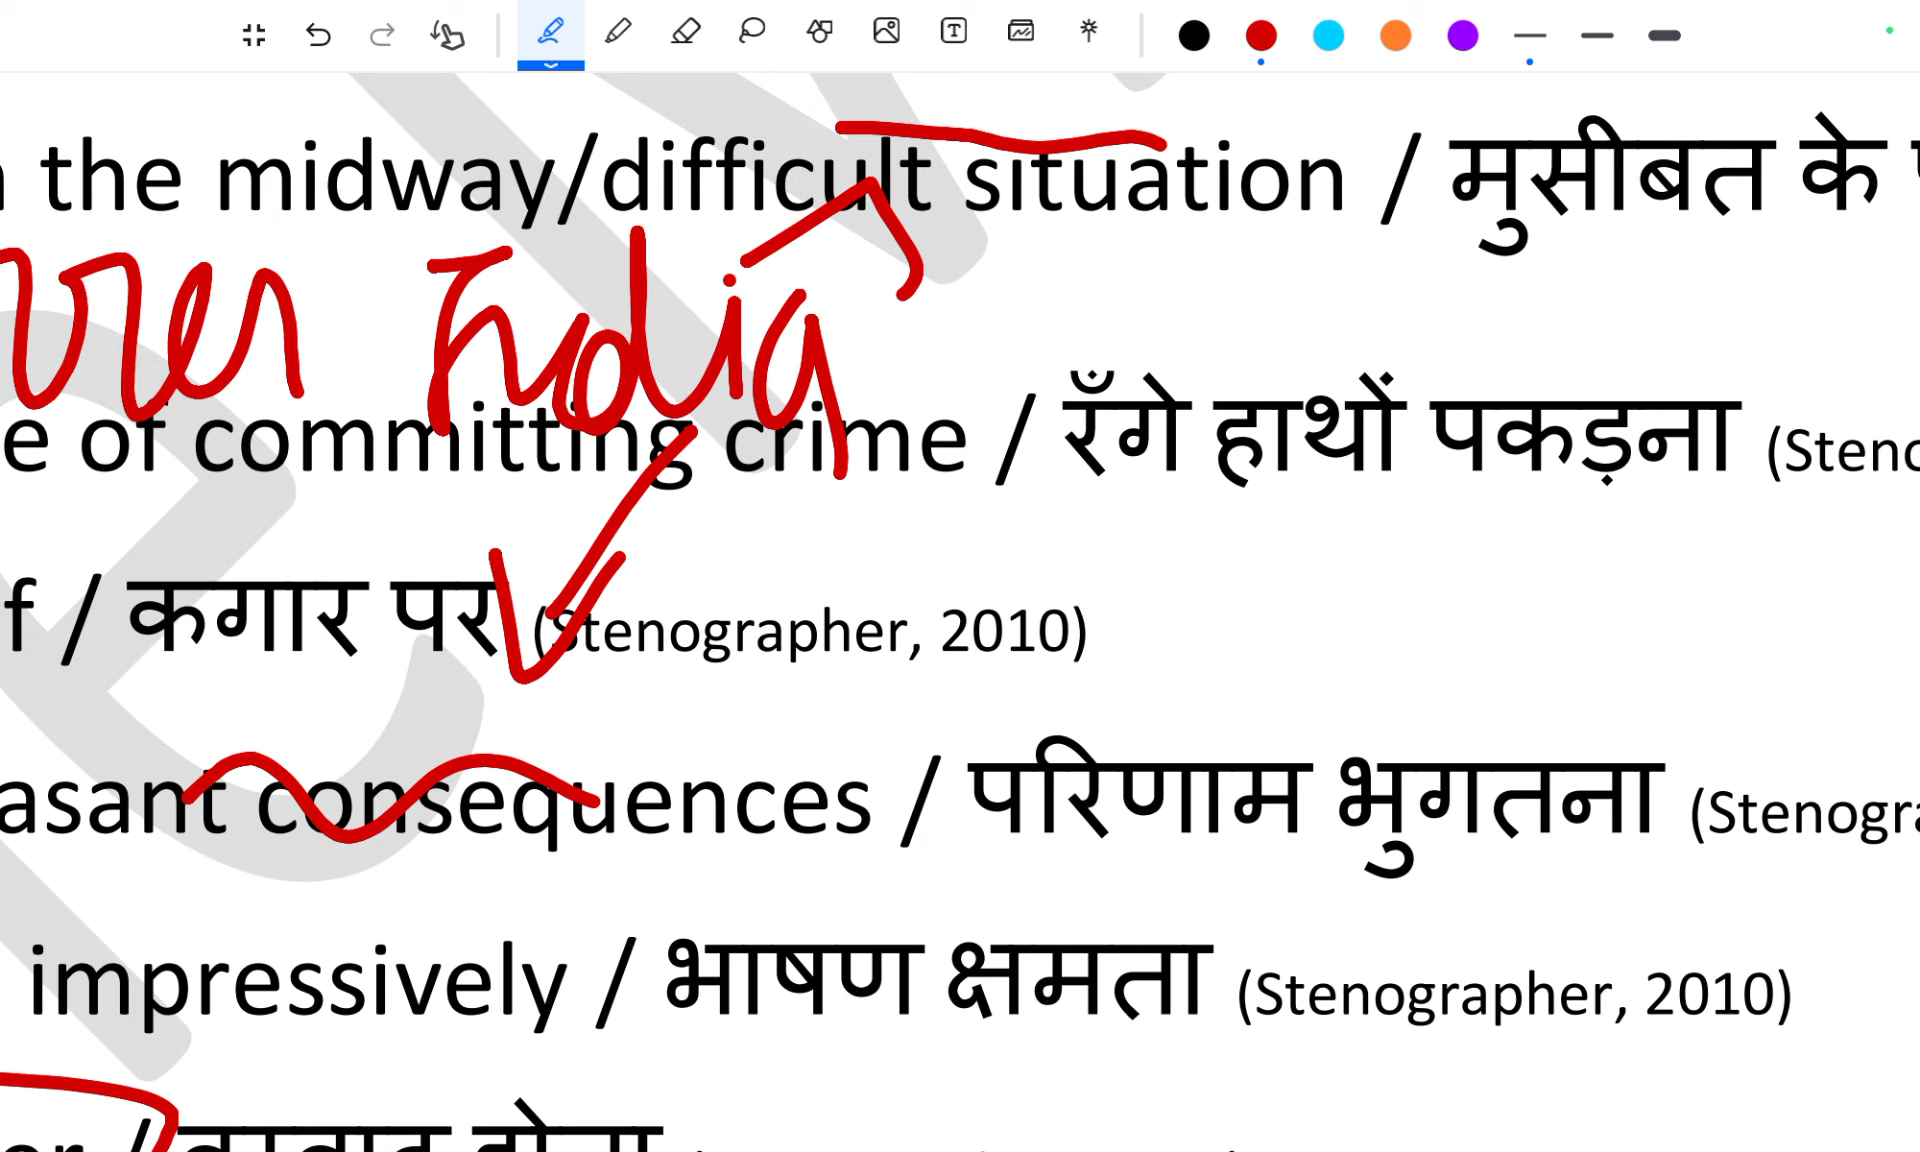 the midway/difficult situation / मुसीबत के
India
e of committing crime / रँगे हाथों पकड़ना (Steno
f / कगार पर (Stenographer, 2010)
asant consequences / परिणाम भुगतना (Stenogra
impressively / भाषण क्षमता (Stenographer, 2010)